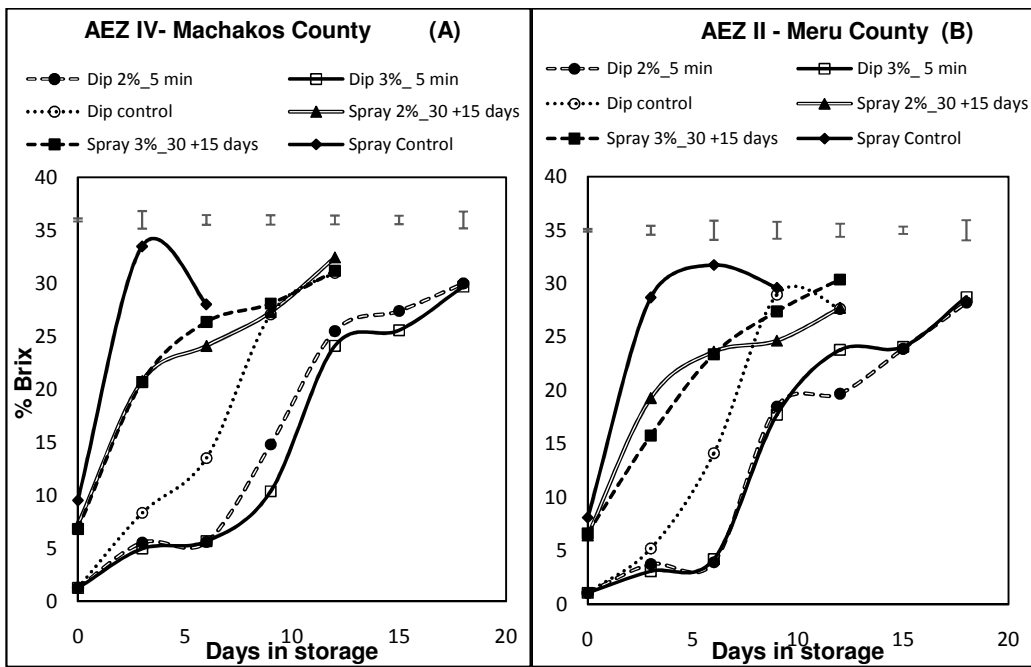 AEZ IV- Machakos County (A)
Dip 2%_5 min
Dip 3%_ 5 min
Dip control
Spray 2%_30 +15 days
Spray 3%_30 +15 days
Spray Control
40
35
30
25
20
15
10
5
0
% Brix
0 5 10 15 20
Days in storage
AEZ II - Meru County (B)
Dip 2%_5 min
Dip 3%_ 5 min
Dip control
Spray 2%_30 +15 days
Spray 3%_30 +15 days
Spray Control
40
35
30
25
20
15
10
5
0
0 5 10 15 20
Days in storage